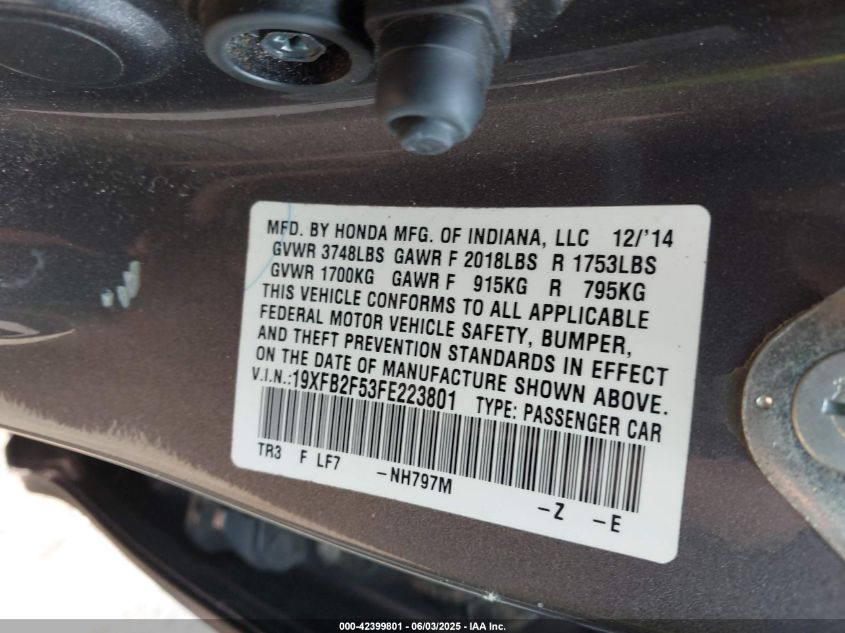 MFD. BY HONDA MFG. OF INDIANA, LLC 12/'14
GVWR 3748LBS GAWR F 2018LBS R 1753LBS
GVWR 1700KG GAWR F 915KG R 795KG
THIS VEHICLE CONFORMS TO ALL APPLICABLE
FEDERAL MOTOR VEHICLE SAFETY, BUMPER,
AND THEFT PREVENTION STANDARDS IN EFFECT
ON THE DATE OF MANUFACTURE SHOWN ABOVE.
V.I.N.:19XFB2F53FE223801 TYPE: PASSENGER CAR
TR3 F LF7 -NH797M -Z -E
000-42399801 - 06/03/2025 - IAA Inc.